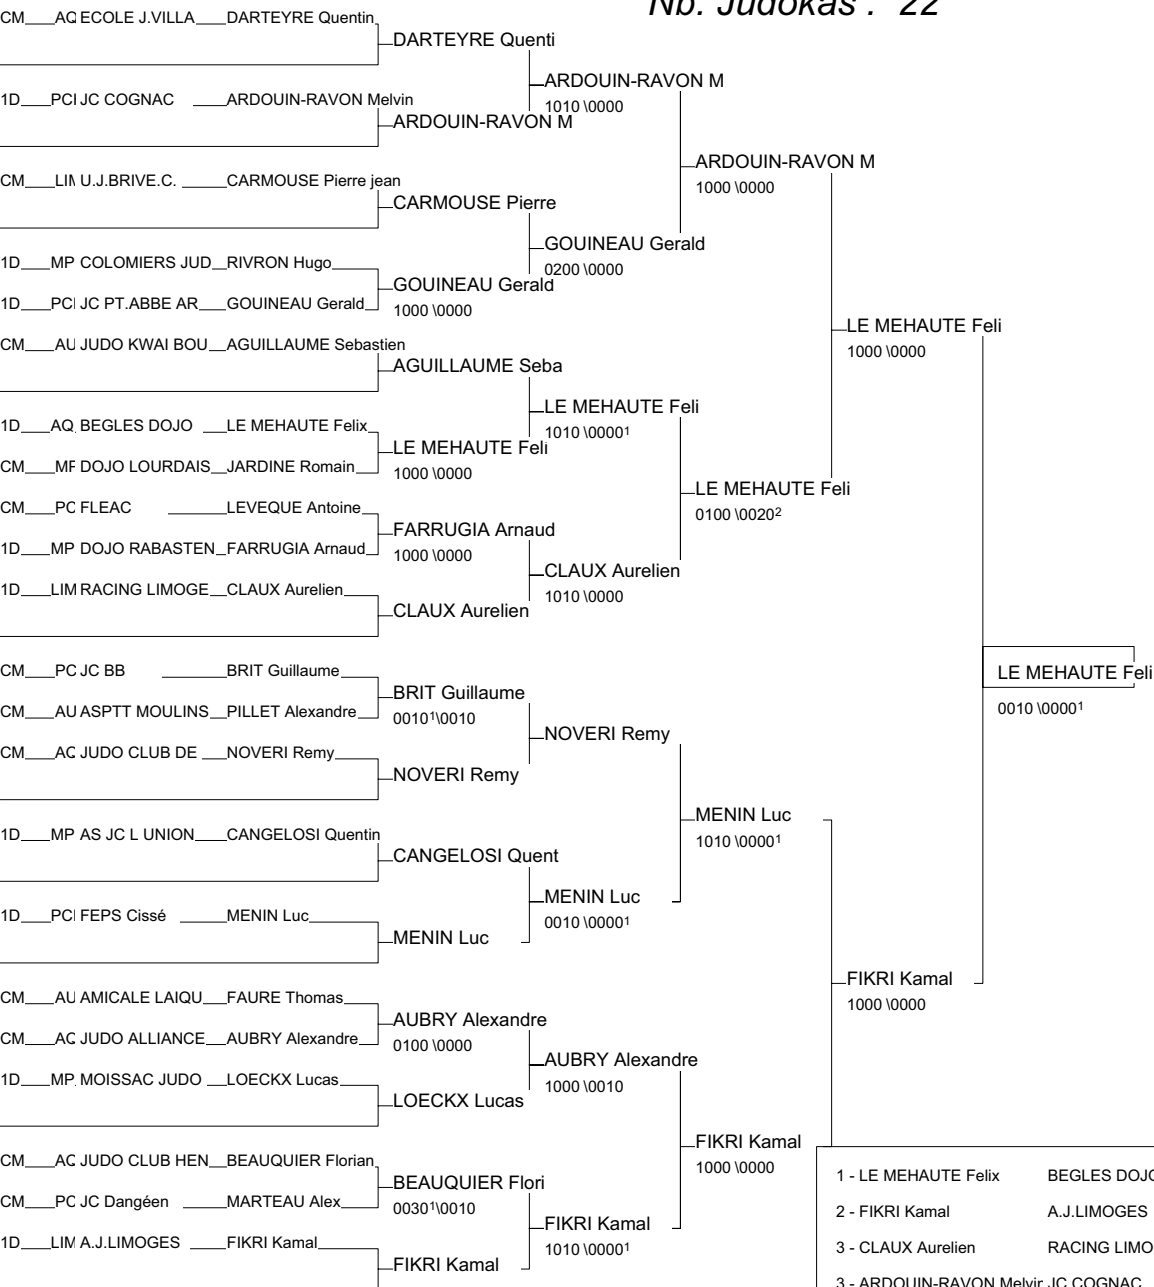 Nb. Judokas : 22
CM AQ ECOLE J.VILLA DARTEYRE Quentin
DARTEYRE Quenti
ARDOUIN-RAVON M
1010 \0000
1D PCI JC COGNAC ARDOUIN-RAVON Melvin
ARDOUIN-RAVON M
ARDOUIN-RAVON M
1000 \0000
CM LIM U.J.BRIVE.C. CARMOUSE Pierre jean
CARMOUSE Pierre
GOUINEAU Gerald
0200 \0000
1D MP COLOMIERS JUD RIVRON Hugo
GOUINEAU Gerald
1000 \0000
1D PCI JC PT.ABBE AR GOUINEAU Gerald
LE MEHAUTE Feli
1000 \0000
CM AU JUDO KWAI BOU AGUILLAUME Sebastien
AGUILLAUME Seba
LE MEHAUTE Feli
1010 \0000¹
1D AQ BEGLES DOJO LE MEHAUTE Felix
LE MEHAUTE Feli
1000 \0000
CM MP DOJO LOURDAIS JARDINE Romain
LE MEHAUTE Feli
0100 \0020²
CM PC FLEAC LEVEQUE Antoine
FARRUGIA Arnaud
1000 \0000
1D MP DOJO RABASTEN FARRUGIA Arnaud
CLAUX Aurelien
1010 \0000
1D LIM RACING LIMOGE CLAUX Aurelien
CLAUX Aurelien
CM PC JC BB BRIT Guillaume
LE MEHAUTE Feli
0010 \0000¹
BRIT Guillaume
0010¹\0010
CM AU ASPTT MOULINS PILLET Alexandre
NOVERI Remy
CM AQ JUDO CLUB DE NOVERI Remy
NOVERI Remy
MENIN Luc
1010 \0000¹
1D MP AS JC L UNION CANGELOSI Quentin
CANGELOSI Quent
MENIN Luc
0010 \0000¹
1D PCI FEPS Cissé MENIN Luc
MENIN Luc
FIKRI Kamal
1000 \0000
CM AU AMICALE LAIQU FAURE Thomas
AUBRY Alexandre
0100 \0000
CM AQ JUDO ALLIANCE AUBRY Alexandre
AUBRY Alexandre
1000 \0010
1D MP MOISSAC JUDO LOECKX Lucas
LOECKX Lucas
FIKRI Kamal
1000 \0000
CM AQ JUDO CLUB HEN BEAUQUIER Florian
BEAUQUIER Flori
0030¹\0010
CM PC JC Dangéen MARTEAU Alex
FIKRI Kamal
1010 \0000¹
1D LIM A.J.LIMOGES FIKRI Kamal
FIKRI Kamal
1 - LE MEHAUTE Felix BEGLES DOJO
2 - FIKRI Kamal A.J.LIMOGES
3 - CLAUX Aurelien RACING LIMO
3 - ARDOUIN-RAVON Melvin JC COGNAC